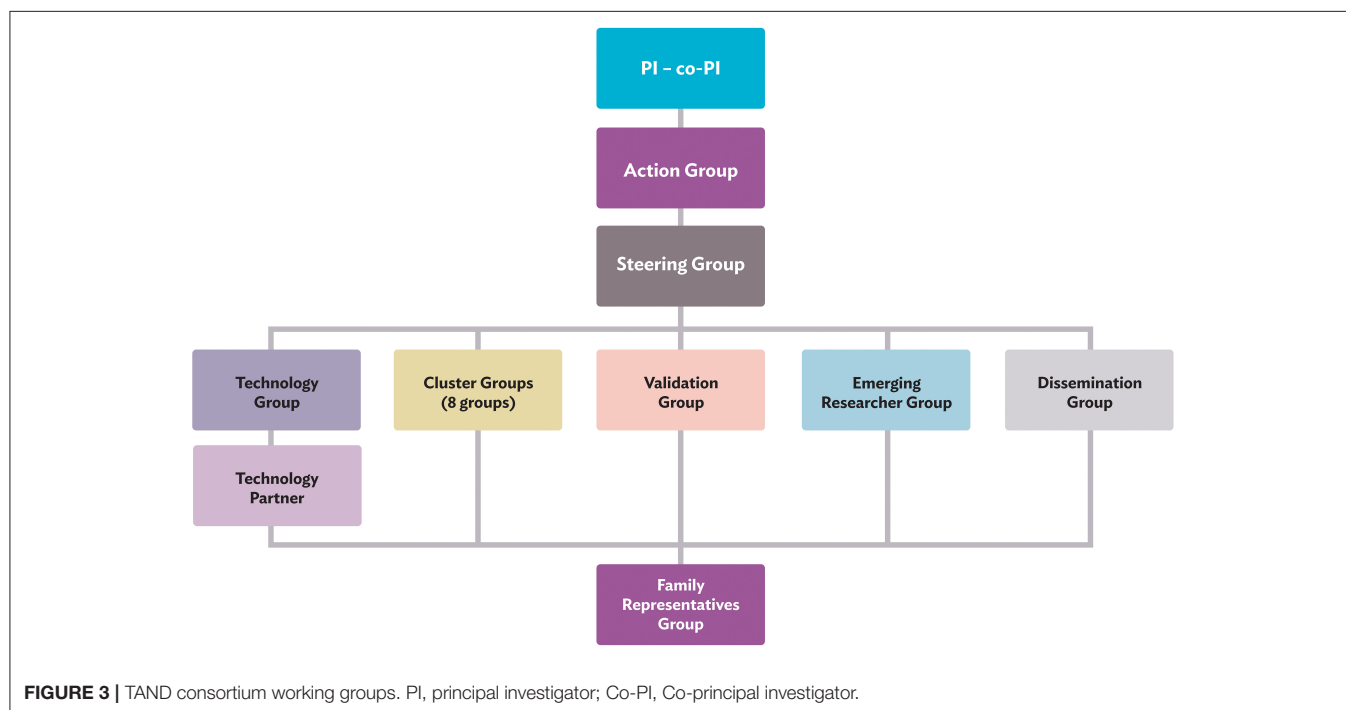 PI – co-PI
Action Group
Steering Group
Technology
Group
Cluster Groups
(8 groups)
Validation
Group
Emerging
Researcher Group
Dissemination
Group
Technology
Partner
Family
Representatives
Group
FIGURE 3 | TAND consortium working groups. PI, principal investigator; Co-PI, Co-principal investigator.